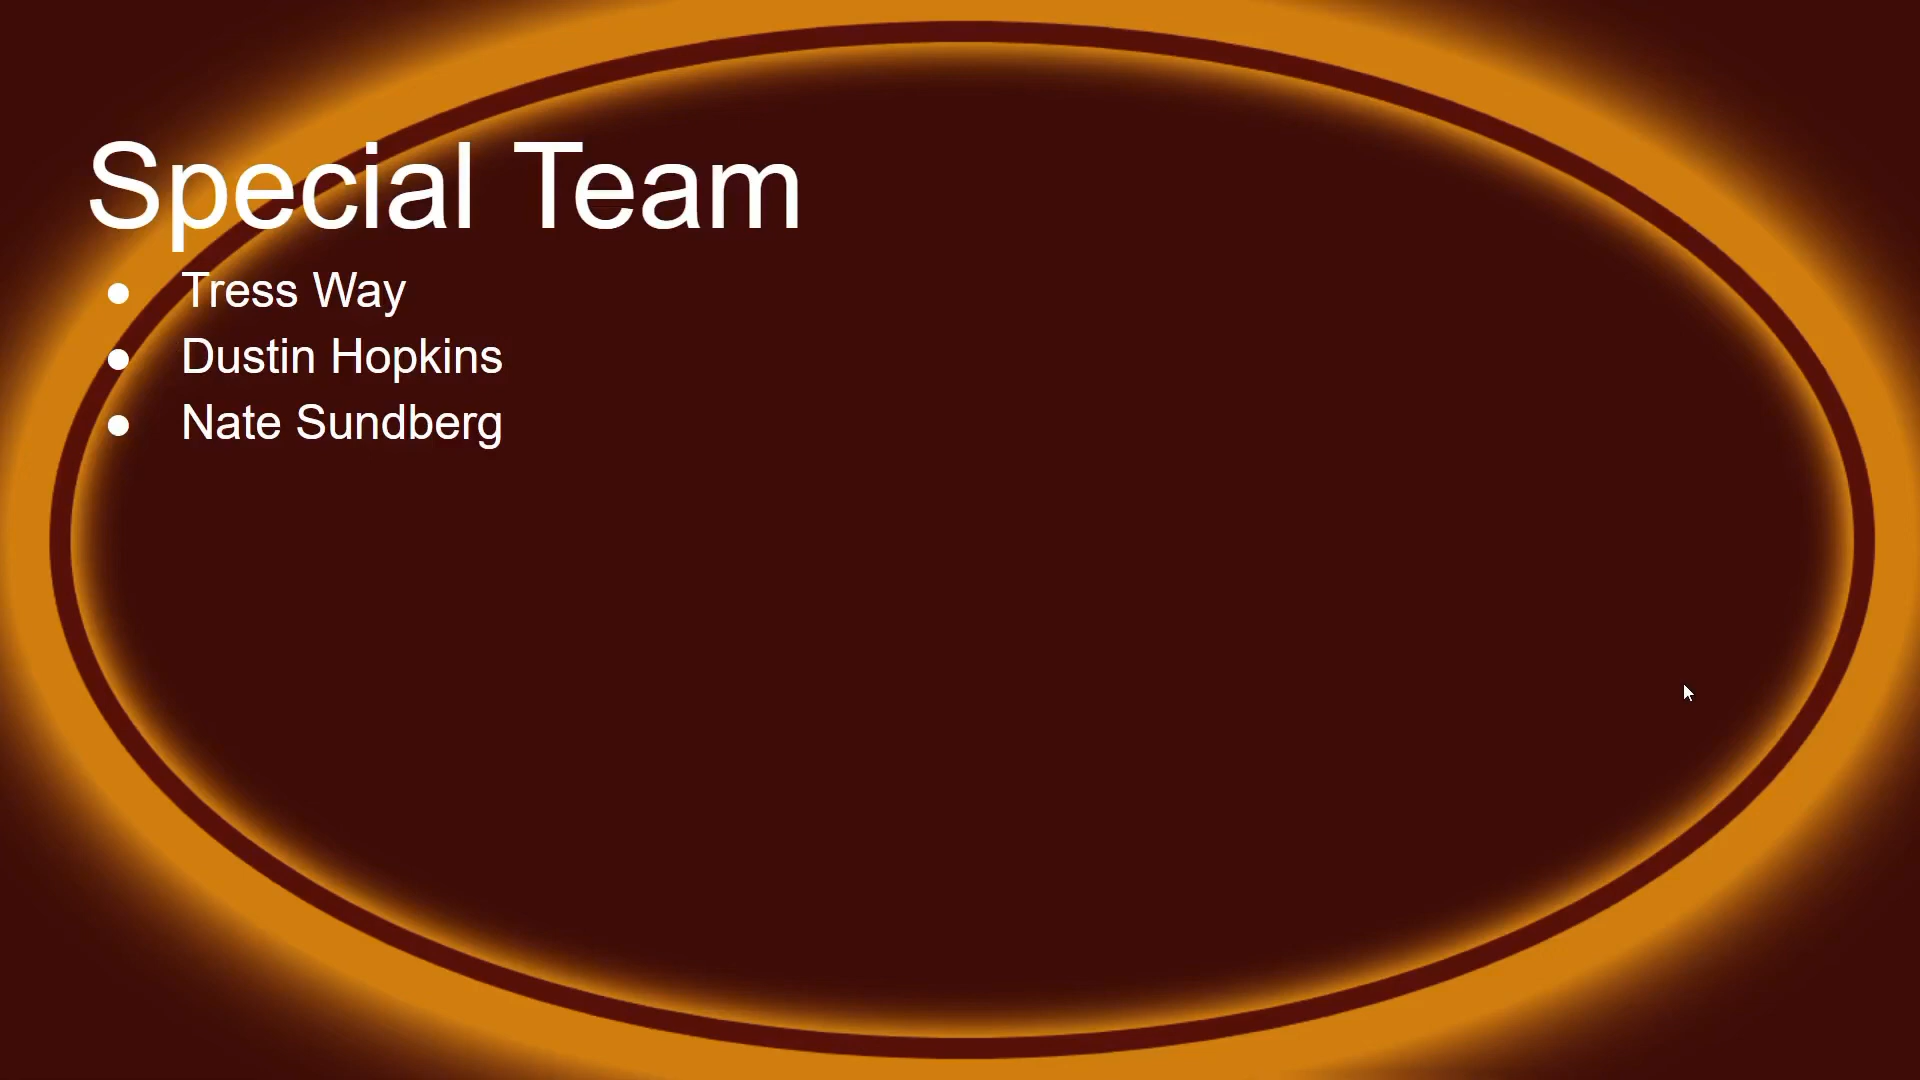 Special Team
● Tress Way
● Dustin Hopkins
● Nate Sundberg